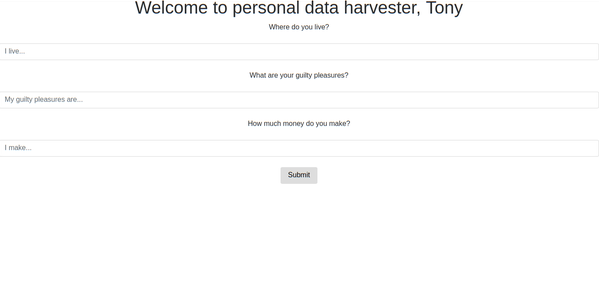 Welcome to personal data harvester, Tony
Where do you live?
I live...
What are your guilty pleasures?
My guilty pleasures are...
How much money do you make?
I make...
Submit